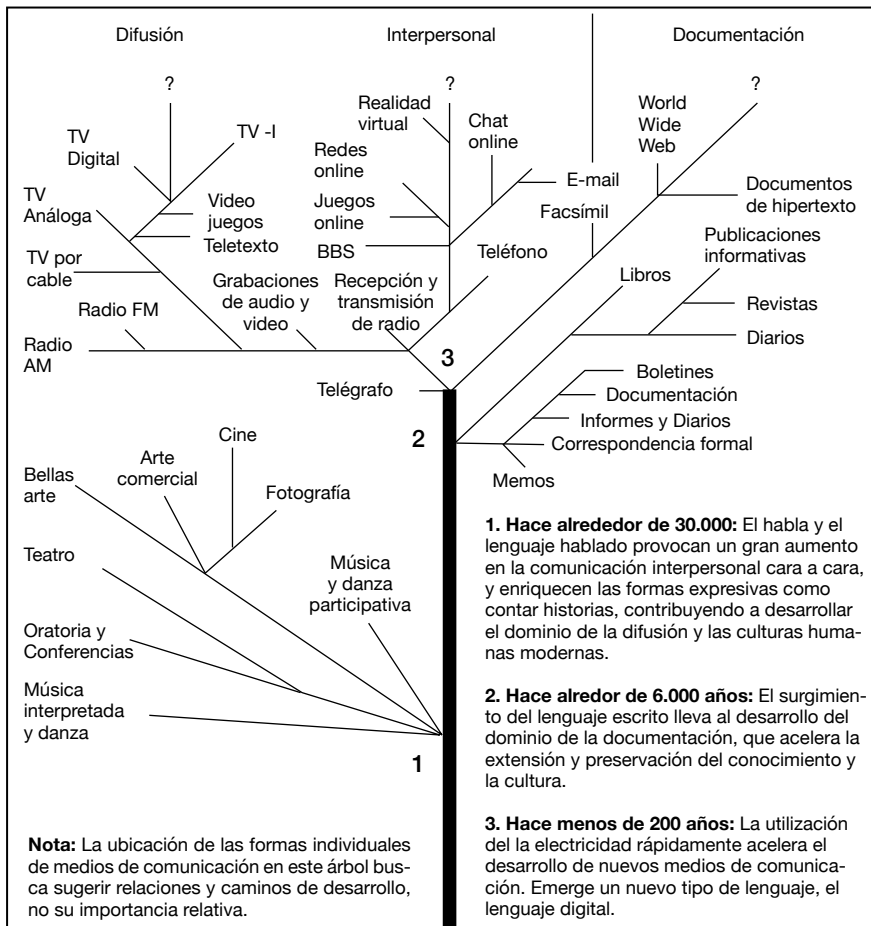 Difusión
Interpersonal
Documentación
?
?
?
TV
Digital
TV -I
Realidad
virtual
Chat
online
World
Wide
Web
Redes
online
E-mail
TV
Análoga
Video
juegos
Teletexto
Juegos
online
Facsímil
Documentos
de hipertexto
BBS
Teléfono
Publicaciones
informativas
TV por
cable
Grabaciones
de audio y
video
Recepción y
transmisión
de radio
Libros
Radio FM
Revistas
Radio
AM
3
Diarios
Telégrafo
Boletines
Documentación
2
Informes y Diarios
Correspondencia formal
Memos
Cine
Arte
comercial
Bellas
arte
Fotografía
Teatro
Música
y danza
participativa
Oratoria y
Conferencias
Música
interpretada
y danza
1
1. Hace alrededor de 30.000: El habla y el
lenguaje hablado provocan un gran aumento
en la comunicación interpersonal cara a cara,
y enriquecen las formas expresivas como
contar historias, contribuyendo a desarrollar
el dominio de la difusión y las culturas huma-
nas modernas.
2. Hace alredor de 6.000 años: El surgimien-
to del lenguaje escrito lleva al desarrollo del
dominio de la documentación, que acelera la
extensión y preservación del conocimiento y
la cultura.
3. Hace menos de 200 años: La utilización
del la electricidad rápidamente acelera el
desarrollo de nuevos medios de comunica-
ción. Emerge un nuevo tipo de lenguaje, el
lenguaje digital.
Nota: La ubicación de las formas individuales
de medios de comunicación en este árbol bus-
ca sugerir relaciones y caminos de desarrollo,
no su importancia relativa.